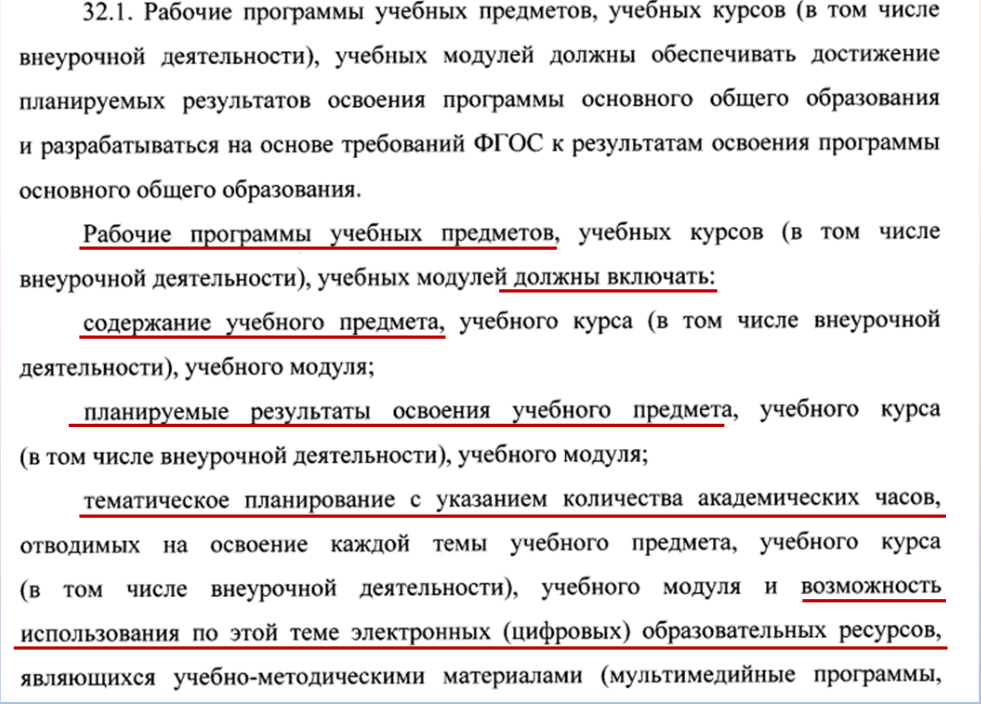 32.1. Рабочие программы учебных предметов, учебных курсов (в том числе
внеурочной деятельности), учебных модулей должны обеспечивать достижение
планируемых результатов освоения программы основного общего образования
и разрабатываться на основе требований ФГОС к результатам освоения программы
основного общего образования.
Рабочие программы учебных предметов, учебных курсов (в том числе
внеурочной деятельности), учебных модулей должны включать:
содержание учебного предмета, учебного курса (в том числе внеурочной
деятельности), учебного модуля;
планируемые результаты освоения учебного предмета, учебного курса
(в том числе внеурочной деятельности), учебного модуля;
тематическое планирование с указанием количества академических часов,
отводимых на освоение каждой темы учебного предмета, учебного курса
(в том числе внеурочной деятельности), учебного модуля и возможность
использования по этой теме электронных (цифровых) образовательных ресурсов,
являющихся учебно-методическими материалами (мультимедийные программы,